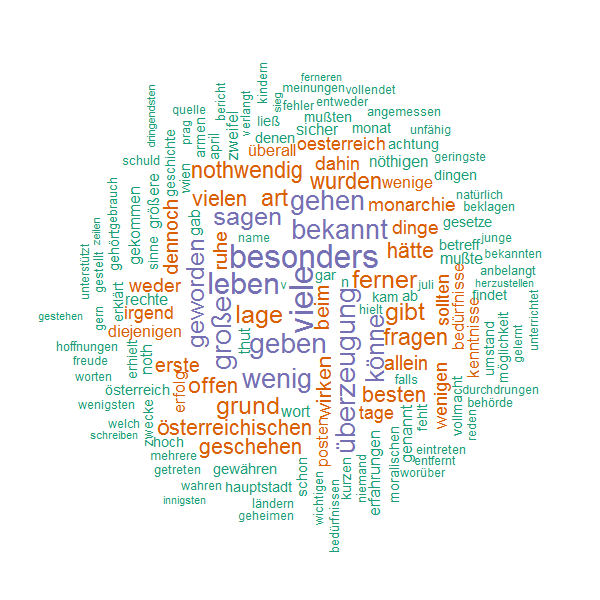 ferneren
kindern
meinungen
vollendet
dringendsten
bericht
sieg
fehler
entweder
quelle
verlangt
angemessen
prag
armen
april
zweifel
ließ
mußten
denen
sicher
monat
unfähig
geschichte
überall
oesterreich
achtung
schuld
wien
nothwendig
dahin
nöthigen
geringste
wurden
wenige
dingen
gehörtgebrauch
größere
vielen
art
gehen
monarchie
natürlich
beklagen
gekommen
dennoch
gab
sagen
bekannt
dinge
gesetze
zeilen
sinne
ruhe
name
hätte
betreff
junge
mußte
bekannten
unterstützt
gestellt
weder
geworden
besonders
gar
ferner
anbelangt
leben
v
viele
n
juli
sollten
bedürfnisse
herzustellen
gern
erklärt
rechte
irgend
große
lage
beim
hielt
kam
ab
gibt
findet
gestehen
diejenigen
thut
geben
überzeugung
könne
fragen
kenntnisse
umstand
möglichkeit
gelernt
unterrichtet
hoffnungen
freude
noth
erhielt
erste
allein
worten
österreich
erfolg
offen
wenig
wirken
falls
besten
wenigen
vollmacht
durchdrungen
wenigsten
zwecke
grund
wort
tage
genannt
fehlt
behörde
reden
welch
schreiben
hoch
österreichischen
posten
mehrere
geschehen
moralischen
eintreten
getreten
gewähren
schon
kurzen
niemand
erfahrungen
entfernt
worüber
wahren
hauptstadt
innigsten
ländern
geheimen
wichtigen
bedürfnissen